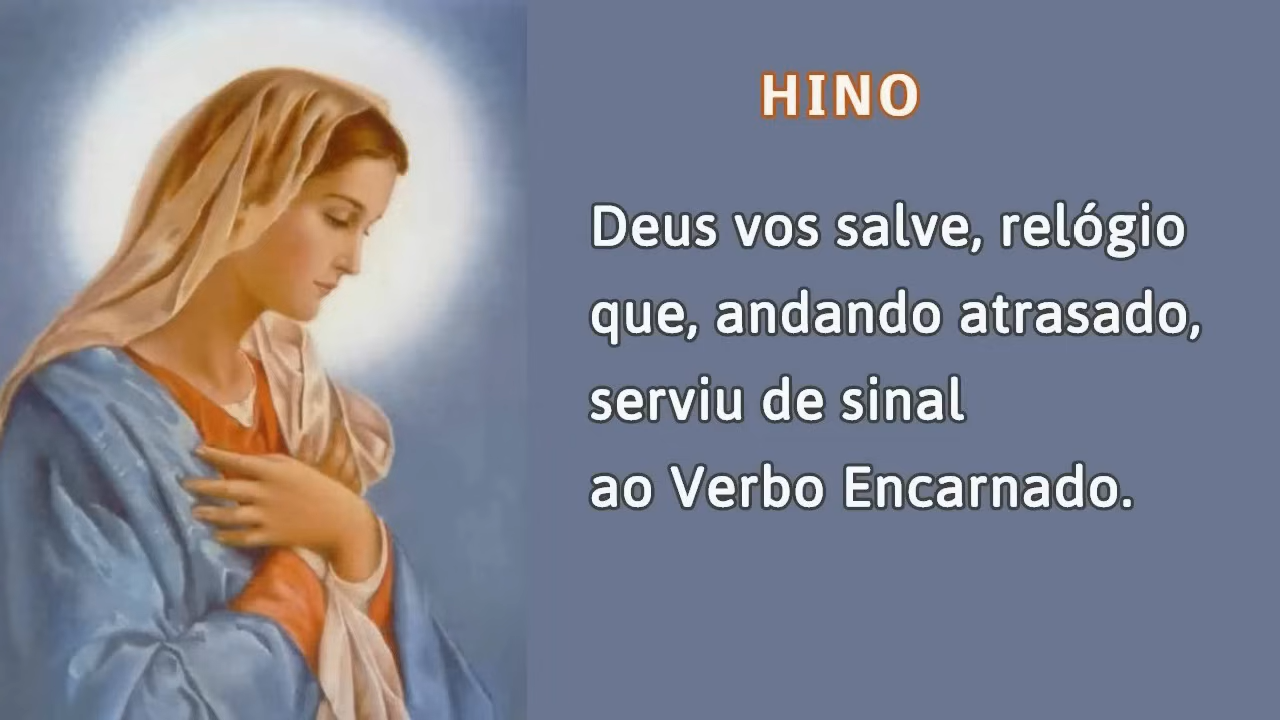 HINO
Deus vos salve, relógio
que, andando atrasado,
serviu de sinal
ao Verbo Encarnado.